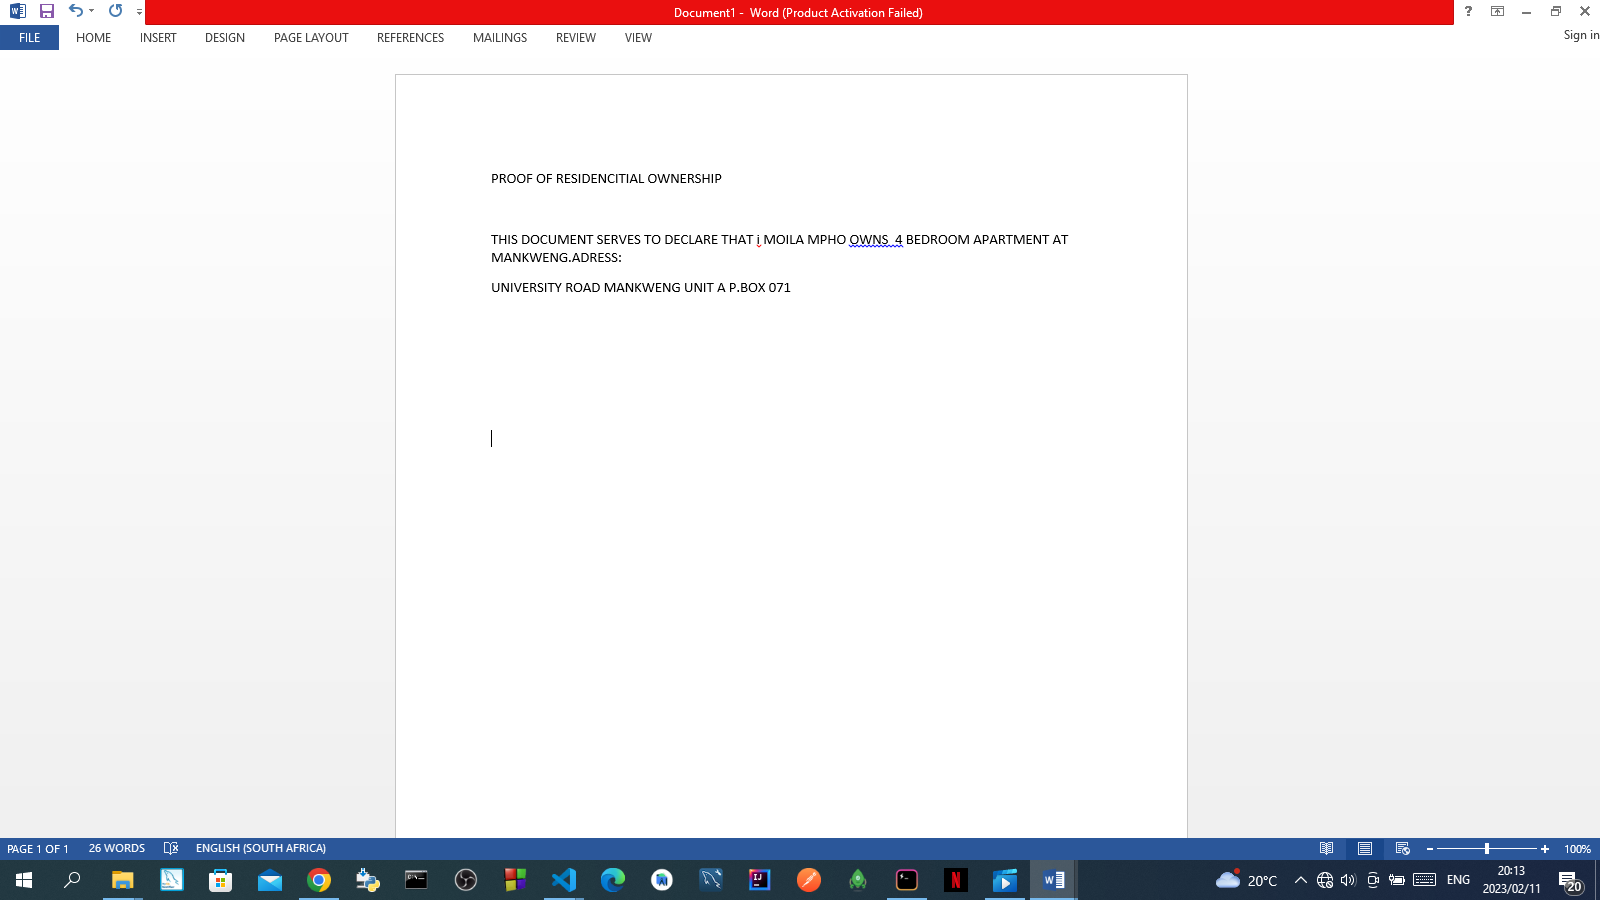 Document1 - Word (Product Activation Failed)
?
FILE HOME INSERT DESIGN PAGE LAYOUT REFERENCES MAILINGS REVIEW VIEW
Sign in
PROOF OF RESIDENCITIAL OWNERSHIP
THIS DOCUMENT SERVES TO DECLARE THAT i MOILA MPHO OWNS 4 BEDROOM APARTMENT AT
MANKWENG.ADRESS:
UNIVERSITY ROAD MANKWENG UNIT A P.BOX 071
PAGE 1 OF 1 26 WORDS ENGLISH (SOUTH AFRICA) 100%
20°C ENG 20:13
2023/02/11
20